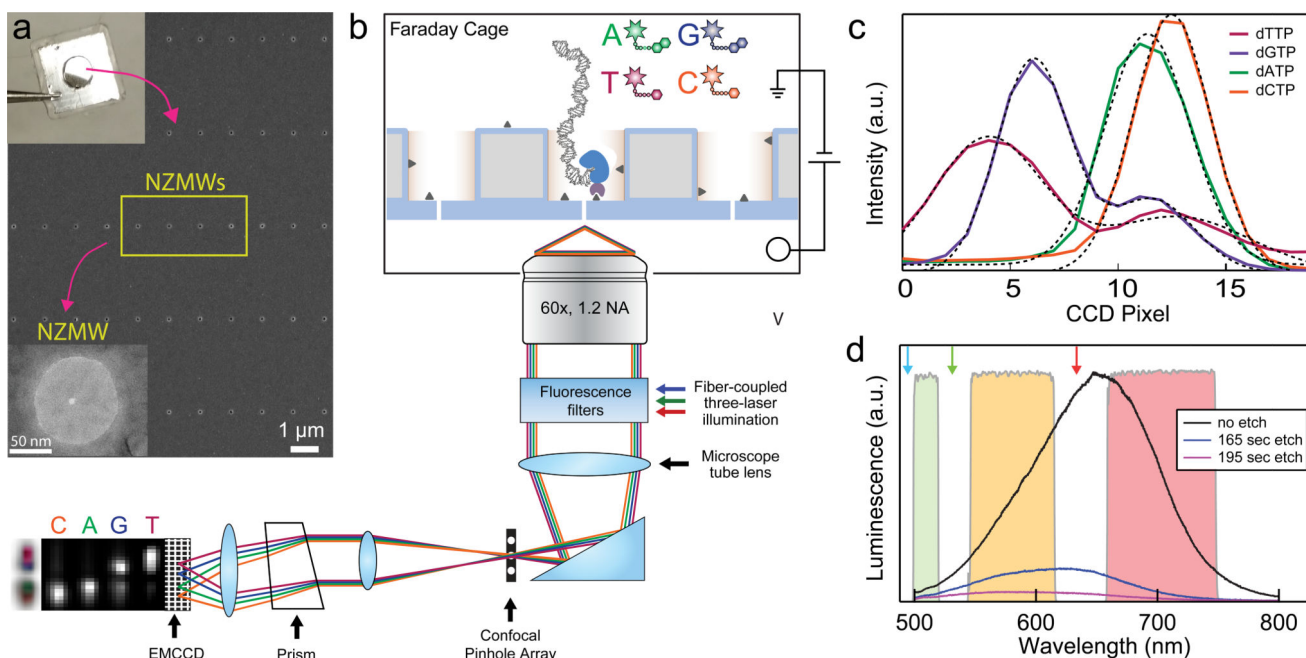 a
NZMWs
NZMW
50 nm
1 μm
b
Faraday Cage
A
G
T
C
60x, 1.2 NA
V
Fluorescence
filters
Fiber-coupled
three-laser
illumination
Microscope
tube lens
C A G T
EMCCD
Prism
Confocal
Pinhole Array
c
dTTP
dGTP
dATP
dCTP
Intensity (a.u.)
0 5 10 15
CCD Pixel
d
no etch
165 sec etch
195 sec etch
Luminescence (a.u.)
500 600 700 800
Wavelength (nm)